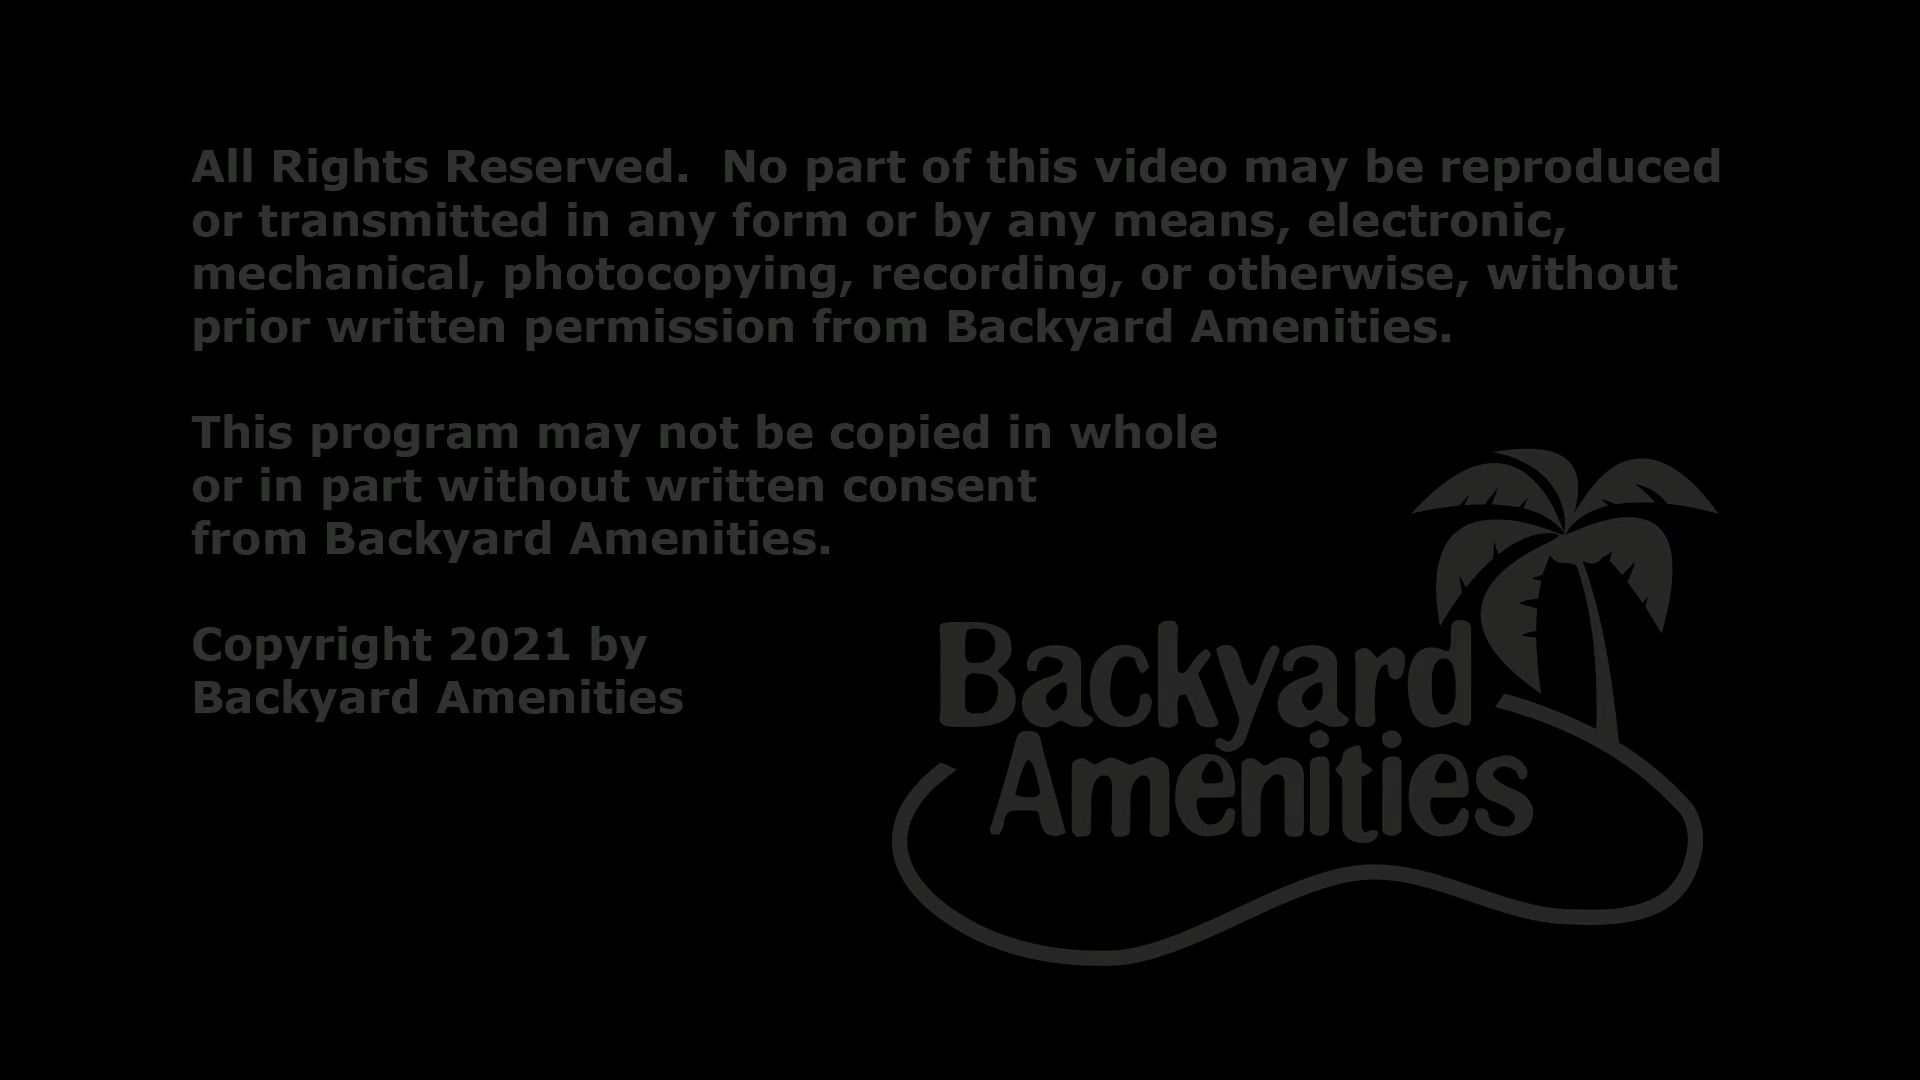 All Rights Reserved.  No part of this video may be reproduced
or transmitted in any form or by any means, electronic,
mechanical, photocopying, recording, or otherwise, without
prior written permission from Backyard Amenities.
This program may not be copied in whole
or in part without written consent
from Backyard Amenities.
Copyright 2021 by
Backyard Amenities
Backyard
Amenities